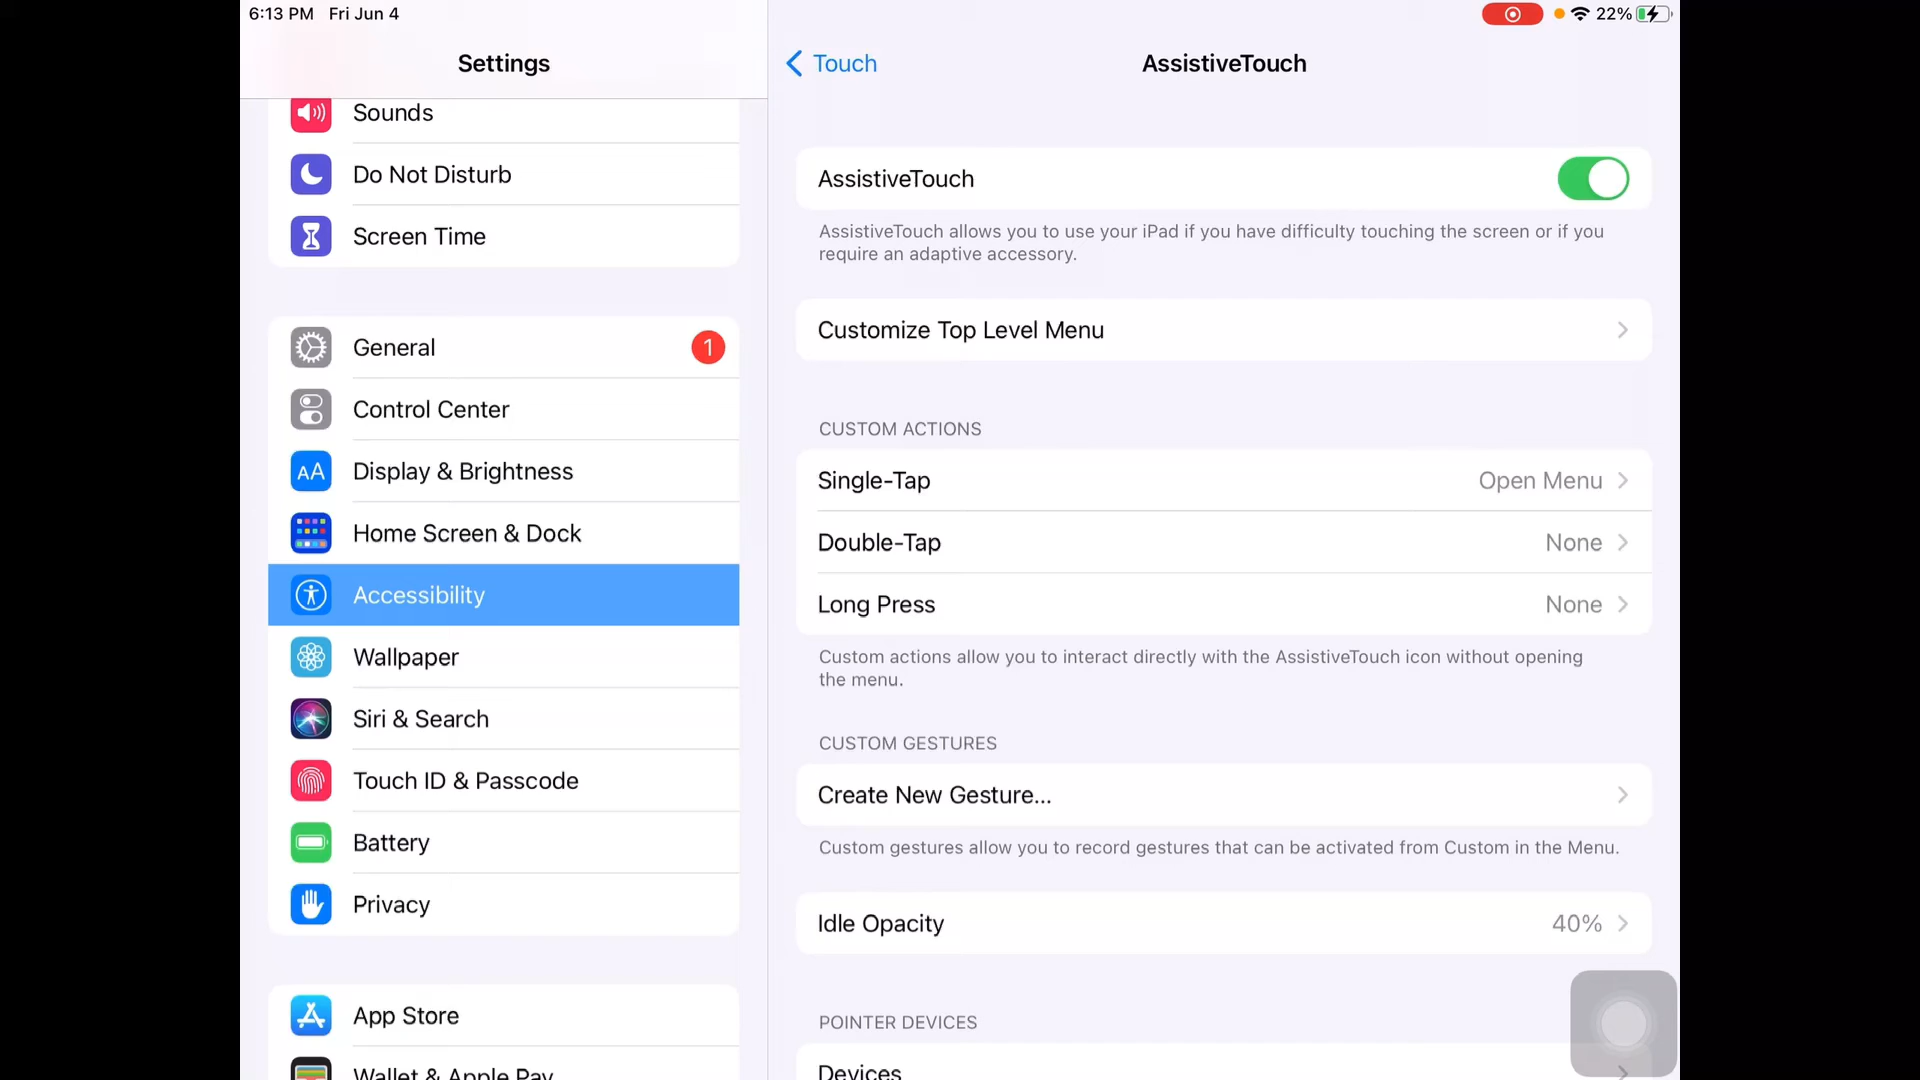 6:13 PM Fri Jun 4
22%
Settings
Sounds
Do Not Disturb
Screen Time
General
1
Control Center
AA
Display & Brightness
Home Screen & Dock
Accessibility
Wallpaper
Siri & Search
Touch ID & Passcode
Battery
Privacy
App Store
Wallet & Apple Pay
Touch
AssistiveTouch
AssistiveTouch
AssistiveTouch allows you to use your iPad if you have difficulty touching the screen or if you
require an adaptive accessory.
Customize Top Level Menu
CUSTOM ACTIONS
Single-Tap Open Menu
Double-Tap None
Long Press None
Custom actions allow you to interact directly with the AssistiveTouch icon without opening
the menu.
CUSTOM GESTURES
Create New Gesture...
Custom gestures allow you to record gestures that can be activated from Custom in the Menu.
Idle Opacity 40%
POINTER DEVICES
Devices